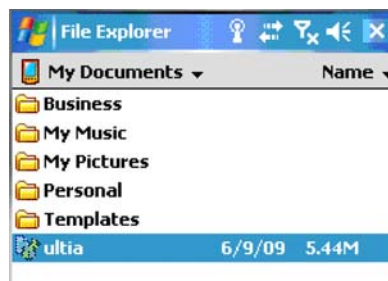 File Explorer
My Documents Name
Business
My Music
My Pictures
Personal
Templates
ultia 6/9/09 5.44M